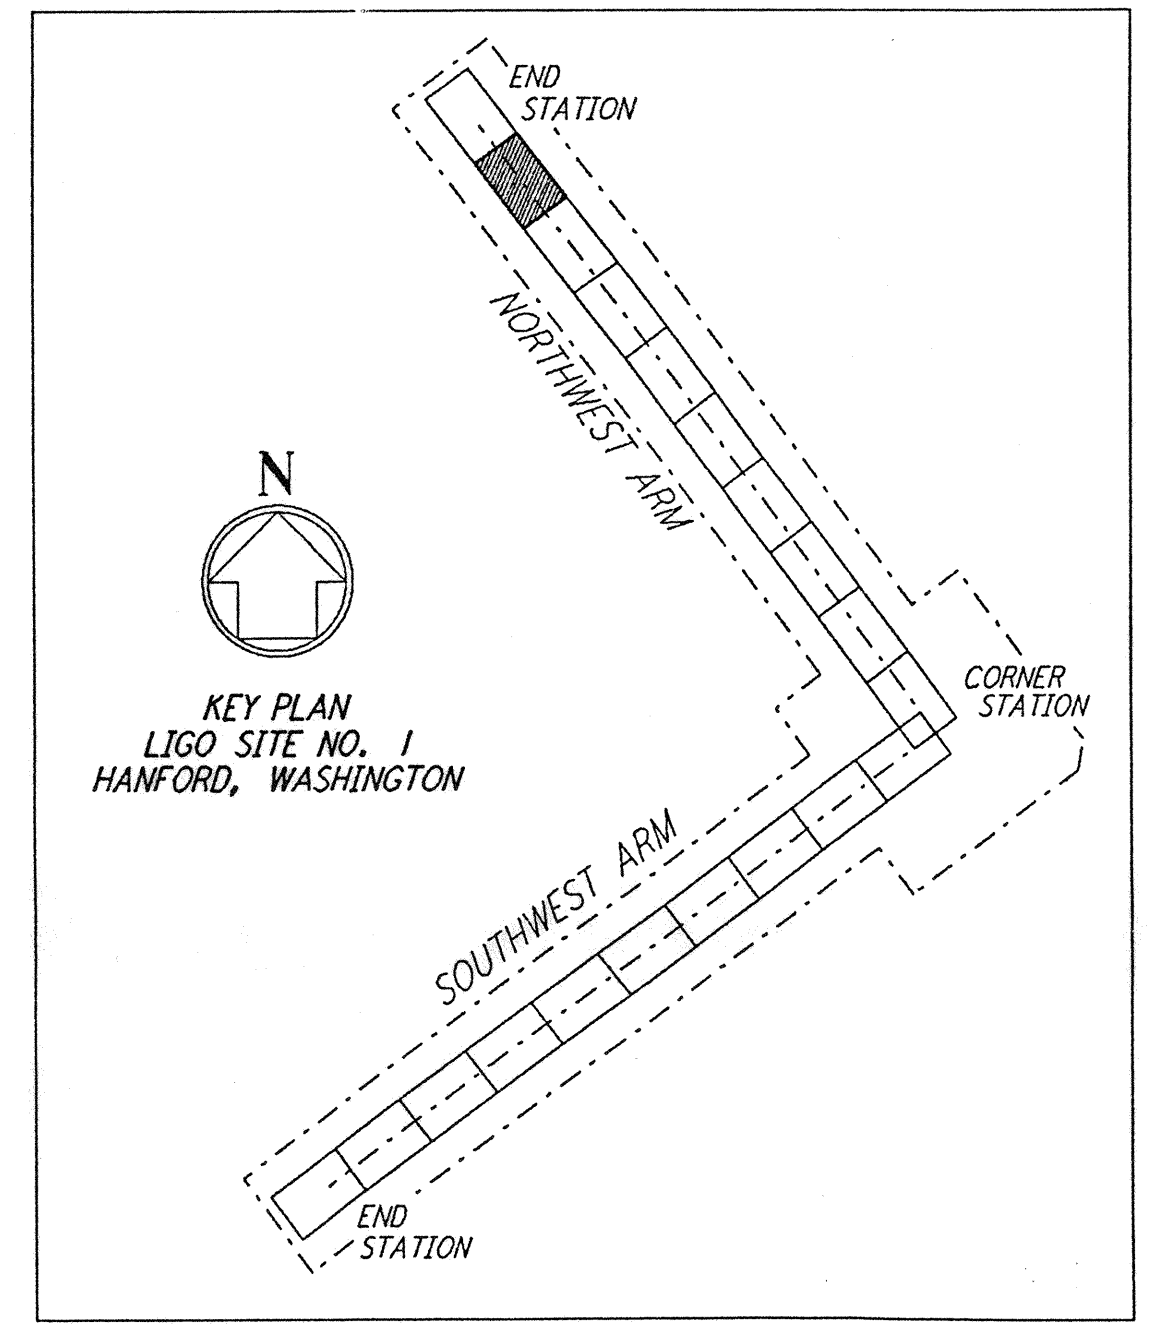 END
STATION
NORTHWEST ARM
N
CORNER
STATION
KEY PLAN
LIGO SITE NO. 1
HANFORD, WASHINGTON
SOUTHWEST ARM
END
STATION